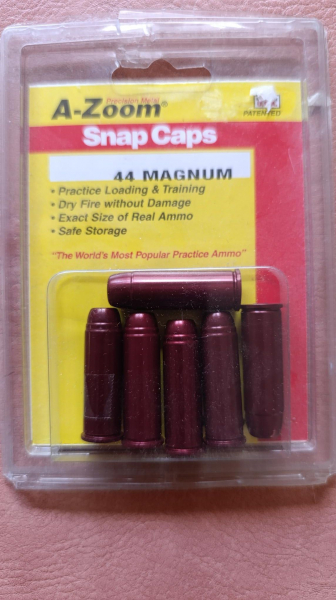 Precision Metal
A-Zoom®
PATENTED
Snap Caps
44 MAGNUM
• Practice Loading & Training
• Dry Fire without Damage
• Exact Size of Real Ammo
• Safe Storage
"The World's Most Popular Practice Ammo"